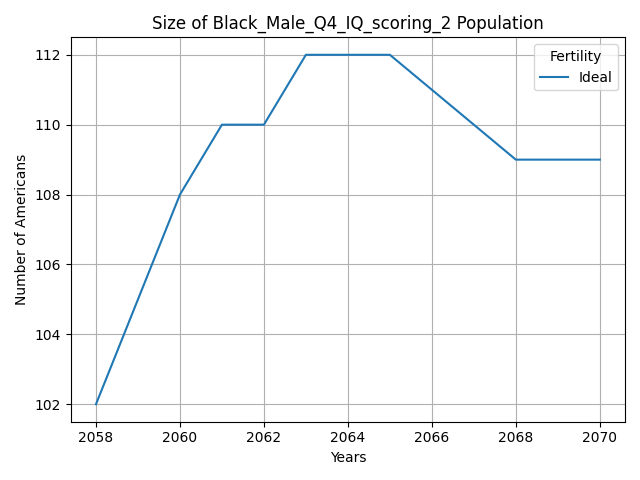 Size of Black_Male_Q4_IQ_scoring_2 Population
Fertility
Ideal
112
110
108
106
104
102
Number of Americans
2058 2060 2062 2064 2066 2068 2070
Years